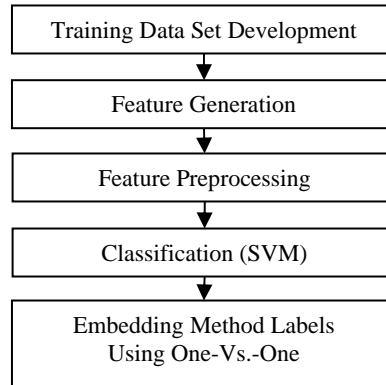 Training Data Set Development
Feature Generation
Feature Preprocessing
Classification (SVM)
Embedding Method Labels
Using One-Vs.-One